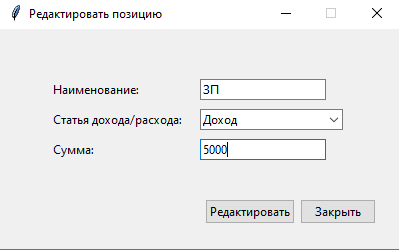 Редактировать позицию
Наименование: ЗП
Статья дохода/расхода: Доход
Сумма: 5000
Редактировать Закрыть